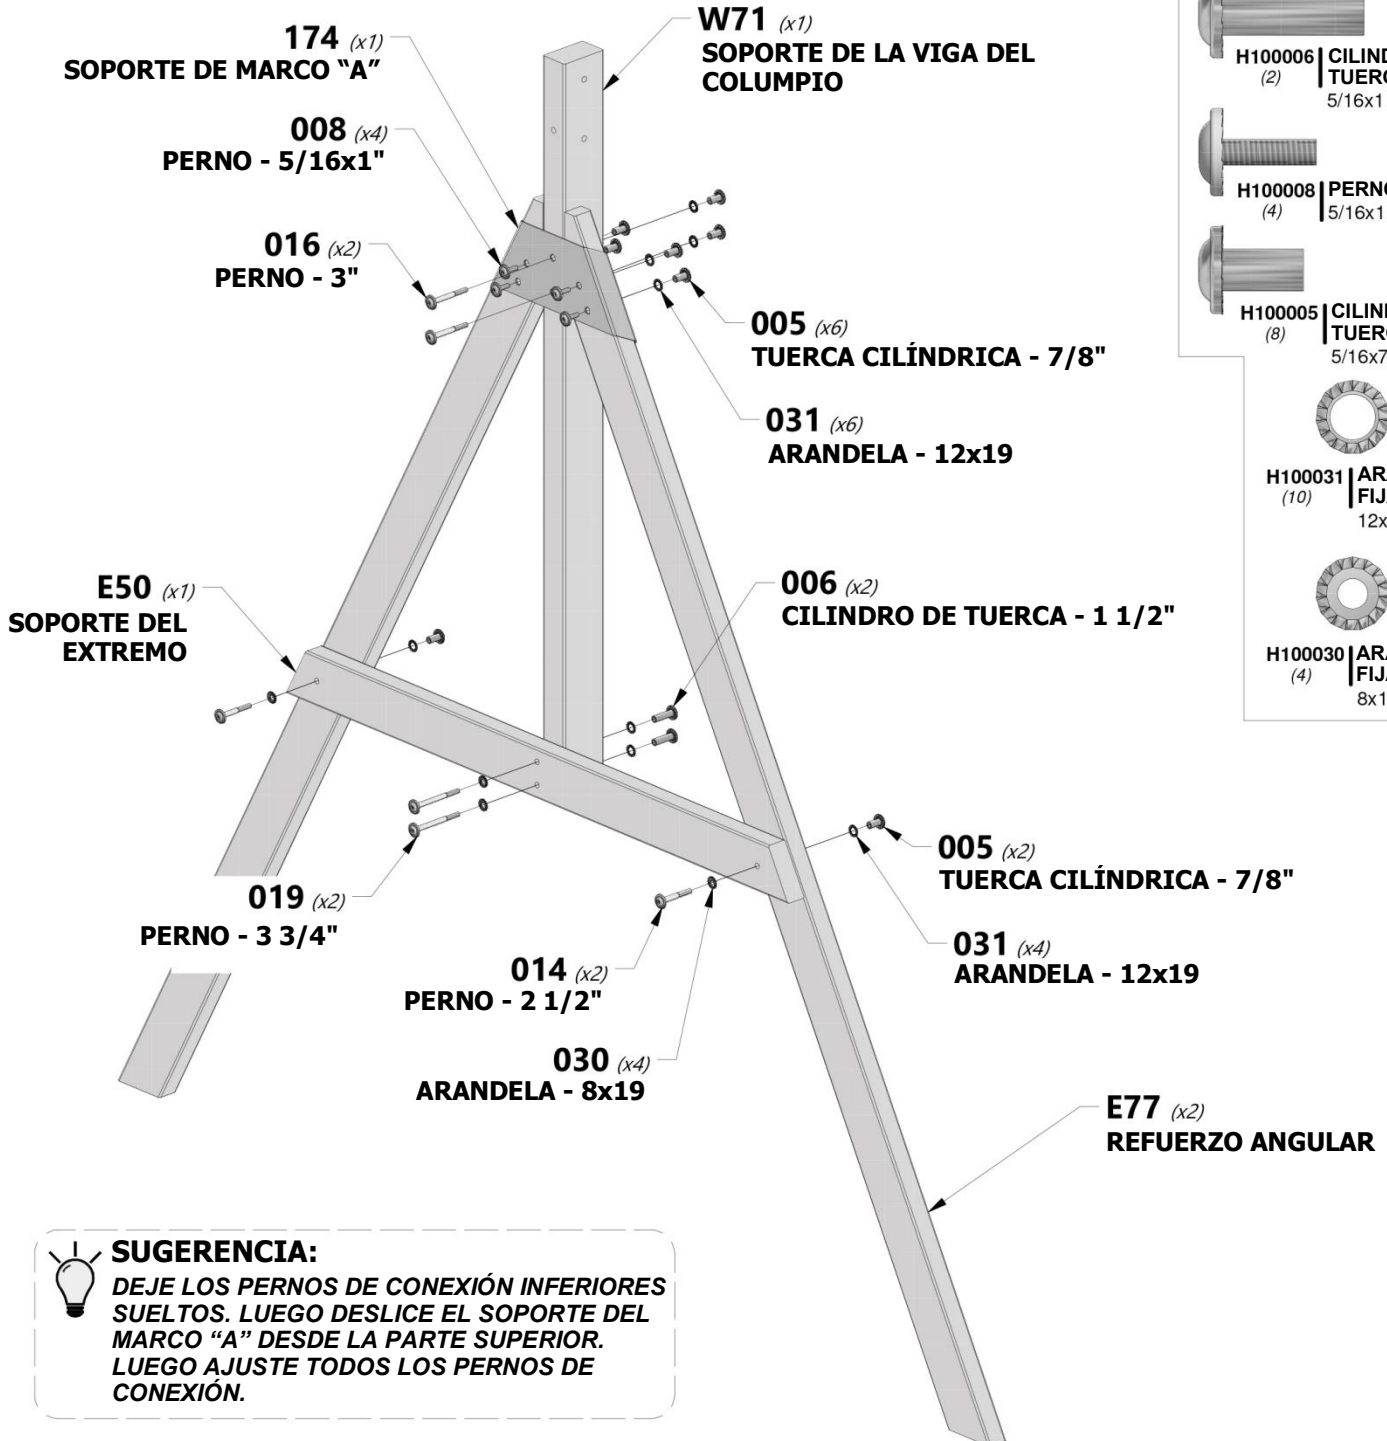 174 (x1)
SOPORTE DE MARCO “A”
W71 (x1)
SOPORTE DE LA VIGA DEL
COLUMPIO
008 (x4)
PERNO - 5/16x1"
016 (x2)
PERNO - 3"
005 (x6)
TUERCA CILÍNDRICA - 7/8"
031 (x6)
ARANDELA - 12x19
E50 (x1)
SOPORTE DEL
EXTREMO
006 (x2)
CILINDRO DE TUERCA - 1 1/2"
019 (x2)
PERNO - 3 3/4"
005 (x2)
TUERCA CILÍNDRICA - 7/8"
014 (x2)
PERNO - 2 1/2"
031 (x4)
ARANDELA - 12x19
030 (x4)
ARANDELA - 8x19
E77 (x2)
REFUERZO ANGULAR
H100006
(2)
5/16x1
H100008
(4)
5/16x1
H100005
(8)
H100031
(10)
H100030
(4)
SUGERENCIA:
DEJE LOS PERNOS DE CONEXIÓN INFERIORES
SUELTOS. LUEGO DESLICE EL SOPORTE DEL
MARCO “A” DESDE LA PARTE SUPERIOR.
LUEGO AJUSTE TODOS LOS PERNOS DE
CONEXIÓN.